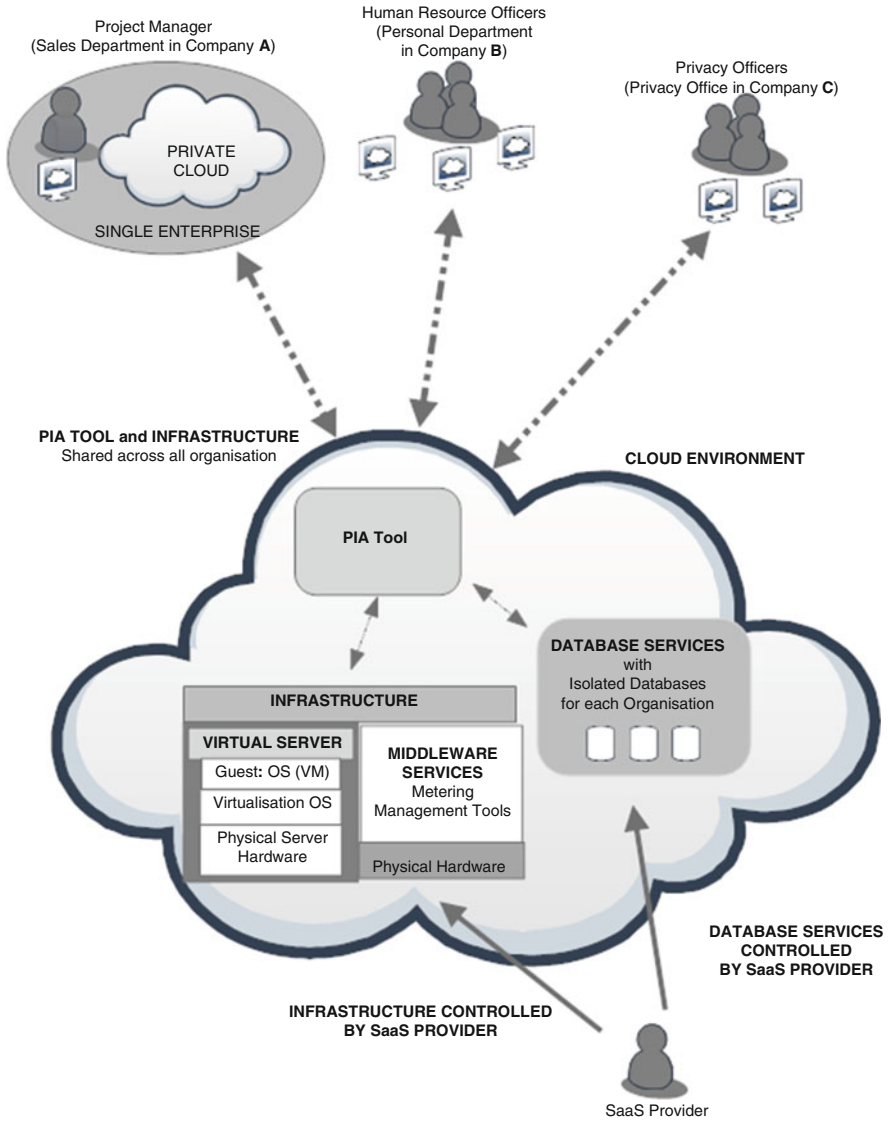 Project Manager
(Sales Department in Company A)
Human Resource Officers
(Personal Department
in Company B)
Privacy Officers
(Privacy Office in Company C)
PRIVATE
CLOUD
SINGLE ENTERPRISE
PIA TOOL and INFRASTRUCTURE
Shared across all organisation
CLOUD ENVIRONMENT
PIA Tool
DATABASE SERVICES
with
Isolated Databases
for each Organisation
INFRASTRUCTURE
VIRTUAL SERVER
Guest: OS (VM)
Virtualisation OS
Physical Server
Hardware
MIDDLEWARE
SERVICES
Metering
Management Tools
Physical Hardware
DATABASE SERVICES
CONTROLLED
BY SaaS PROVIDER
INFRASTRUCTURE CONTROLLED
BY SaaS PROVIDER
SaaS Provider